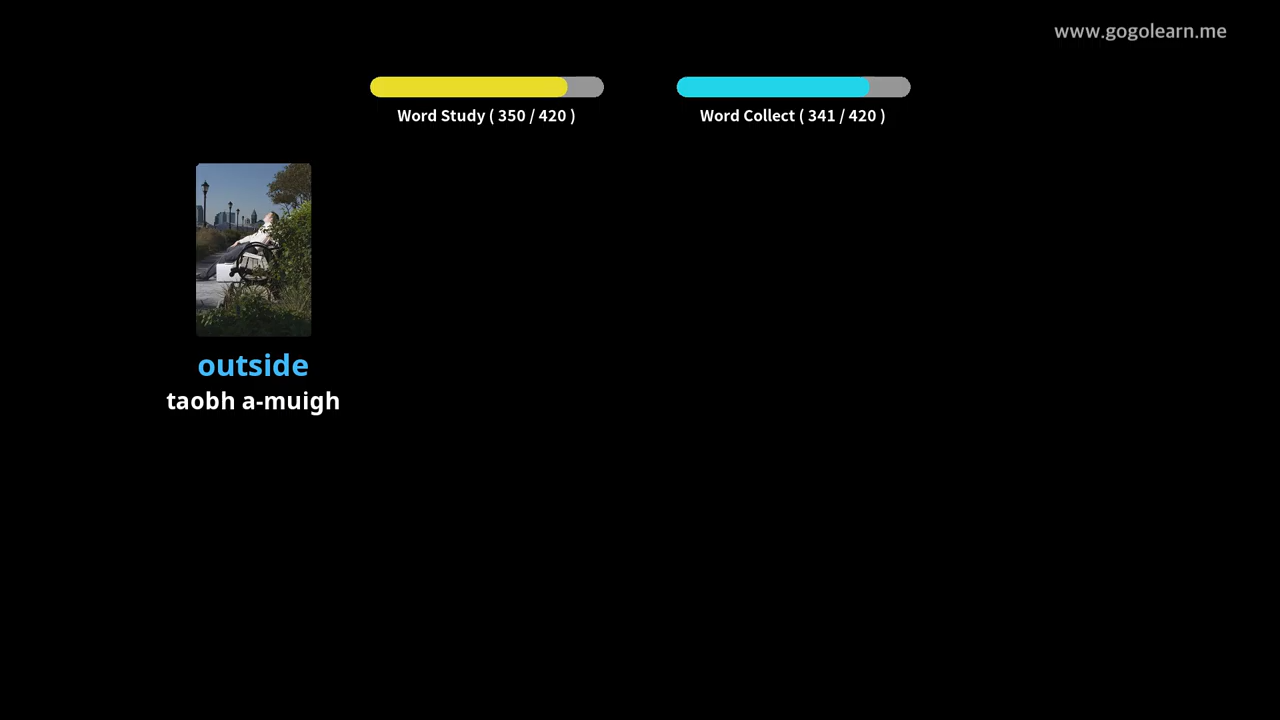 www.gogolearn.me
Word Study ( 350 / 420 )
Word Collect ( 341 / 420 )
outside
taobh a-muigh